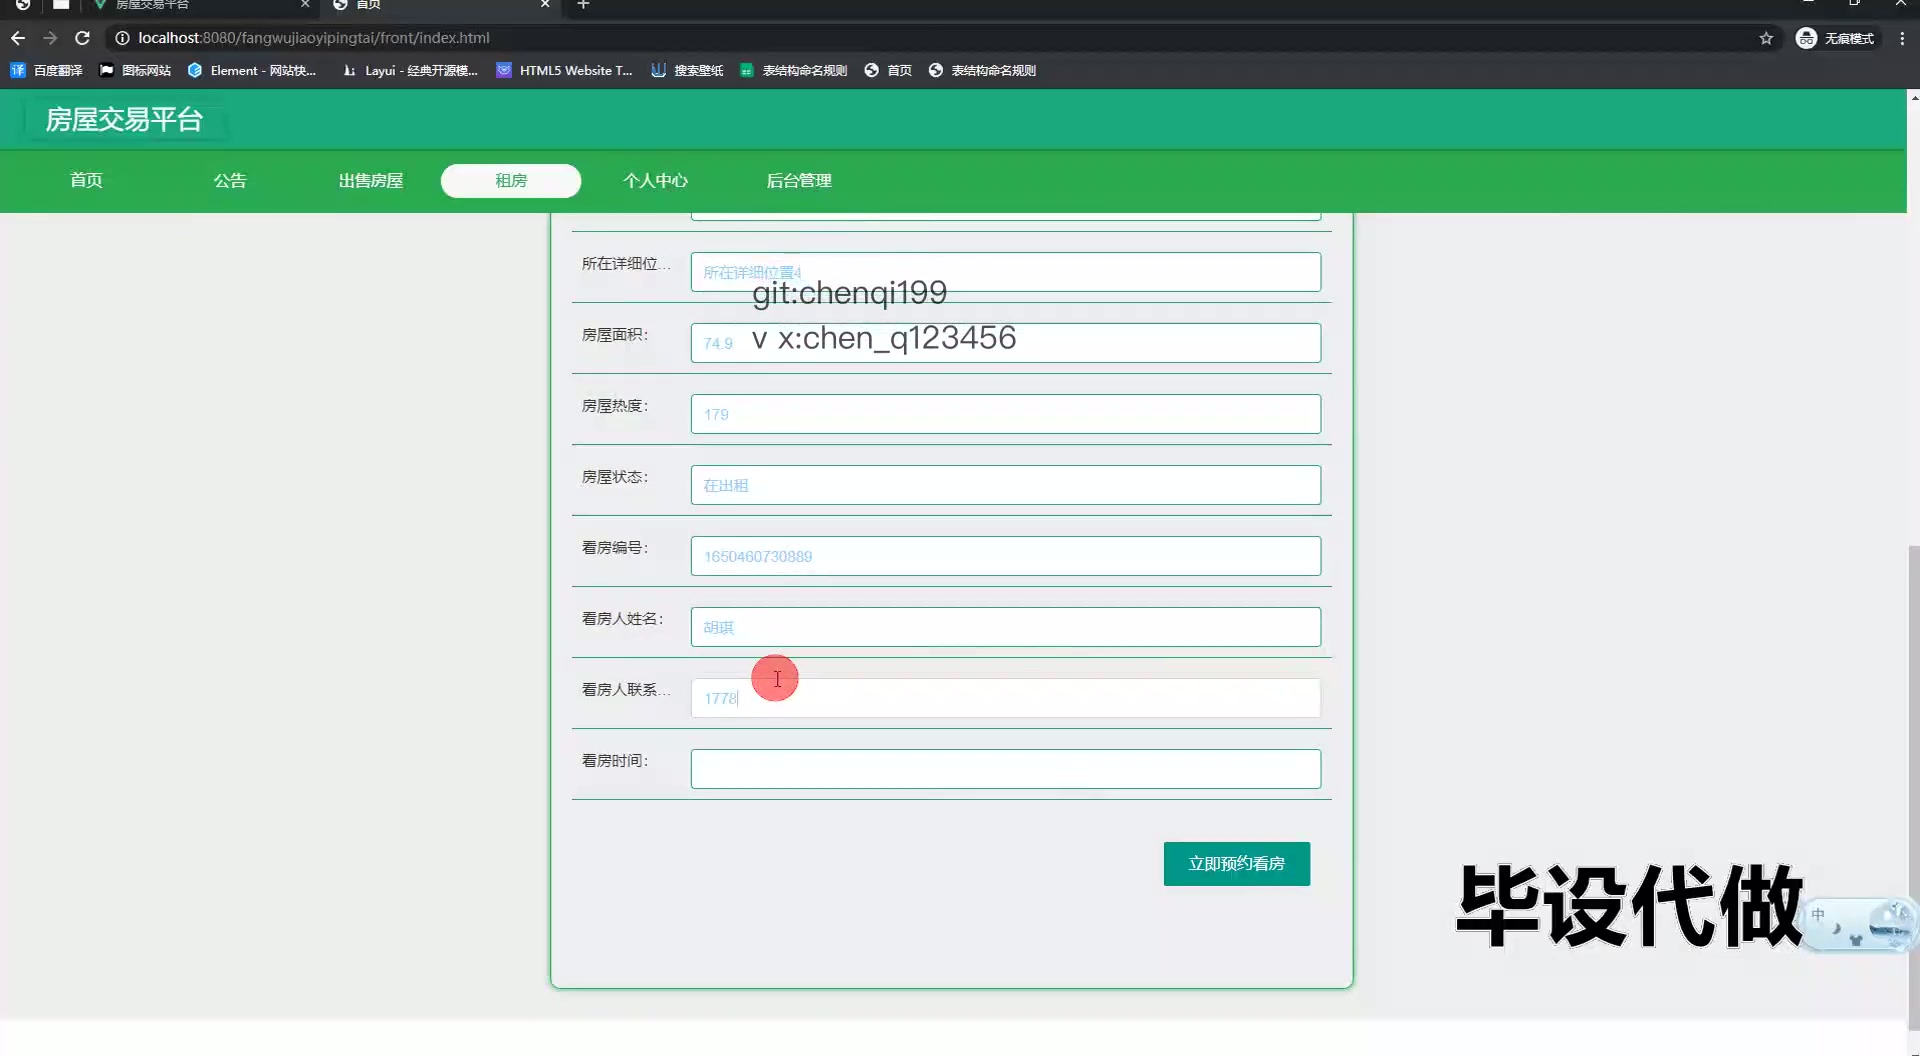 房屋交易平台
首页
localhost:8080/fangwujiaoyipingtai/front/index.html
无痕模式
百度翻译
图标网站
Element - 网站快...
Layui - 经典开源模...
HTML5 Website T...
搜索壁纸
表结构命名规则
首页
表结构命名规则
房屋交易平台
首页
公告
出售房屋
租房
个人中心
后台管理
所在详细位...
所在详细位置4
git:chenqi199
房屋面积：
74.9
v x:chen_q123456
房屋热度：
179
房屋状态：
在出租
看房编号：
1650460730889
看房人姓名：
胡琪
看房人联系...
1778
看房时间：
立即预约看房
毕设代做
中